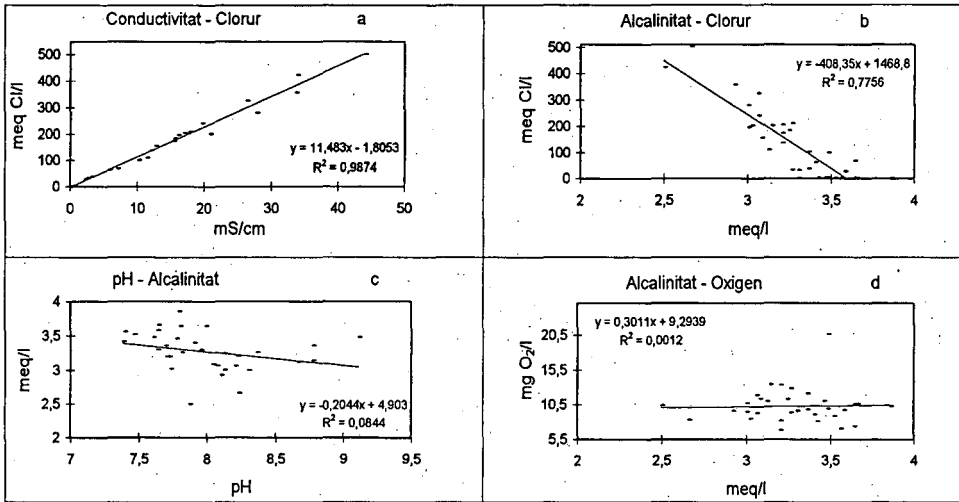 Conductivitat - Clorur a
500
400
300
200
100
0
meq Cl/l
y = 11,483x - 1,8053
R² = 0,9874
0 10 20 30 40 50
mS/cm
Alcalinitat - Clorur b
500
400
300
200
100
0
meq Cl/l
y = -408,35x + 1468,8
R² = 0,7756
2 2,5 3 3,5 4
meq/l
pH - Alcalinitat c
4
3,5
3
2,5
2
meq/l
y = -0,2044x + 4,903
R² = 0,0844
7 7,5 8 8,5 9 9,5
pH
Alcalinitat - Oxigen d
20,5
15,5
10,5
5,5
mg O₂/l
y = 0,3011x + 9,2939
R² = 0,0012
2 2,5 3 3,5 4
meq/l